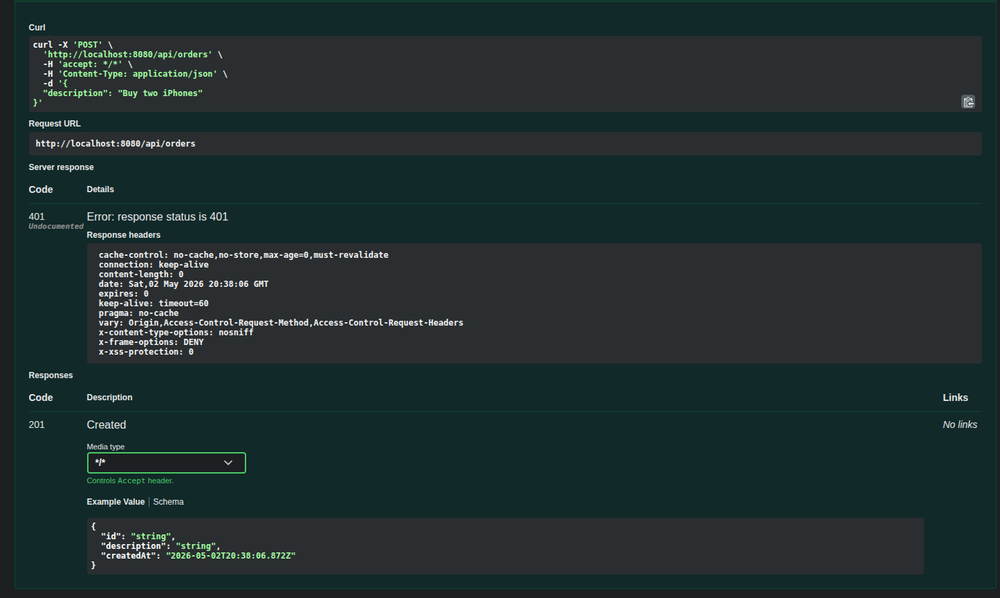 Curl
curl -X 'POST' \
  'http://localhost:8080/api/orders' \
  -H 'accept: */*' \
  -H 'Content-Type: application/json' \
  -d '{
  "description": "Buy two iPhones"
}'
Request URL
http://localhost:8080/api/orders
Server response
Code Details
401 Error: response status is 401
Undocumented
Response headers
cache-control: no-cache,no-store,max-age=0,must-revalidate
connection: keep-alive
content-length: 0
date: Sat,02 May 2026 20:38:06 GMT
expires: 0
keep-alive: timeout=60
pragma: no-cache
vary: Origin,Access-Control-Request-Method,Access-Control-Request-Headers
x-content-type-options: nosniff
x-frame-options: DENY
x-xss-protection: 0
Responses
Code Description Links
201 Created No links
Media type
*/*
Controls Accept header.
Example Value Schema
{
  "id": "string",
  "description": "string",
  "createdAt": "2026-05-02T20:38:06.872Z"
}